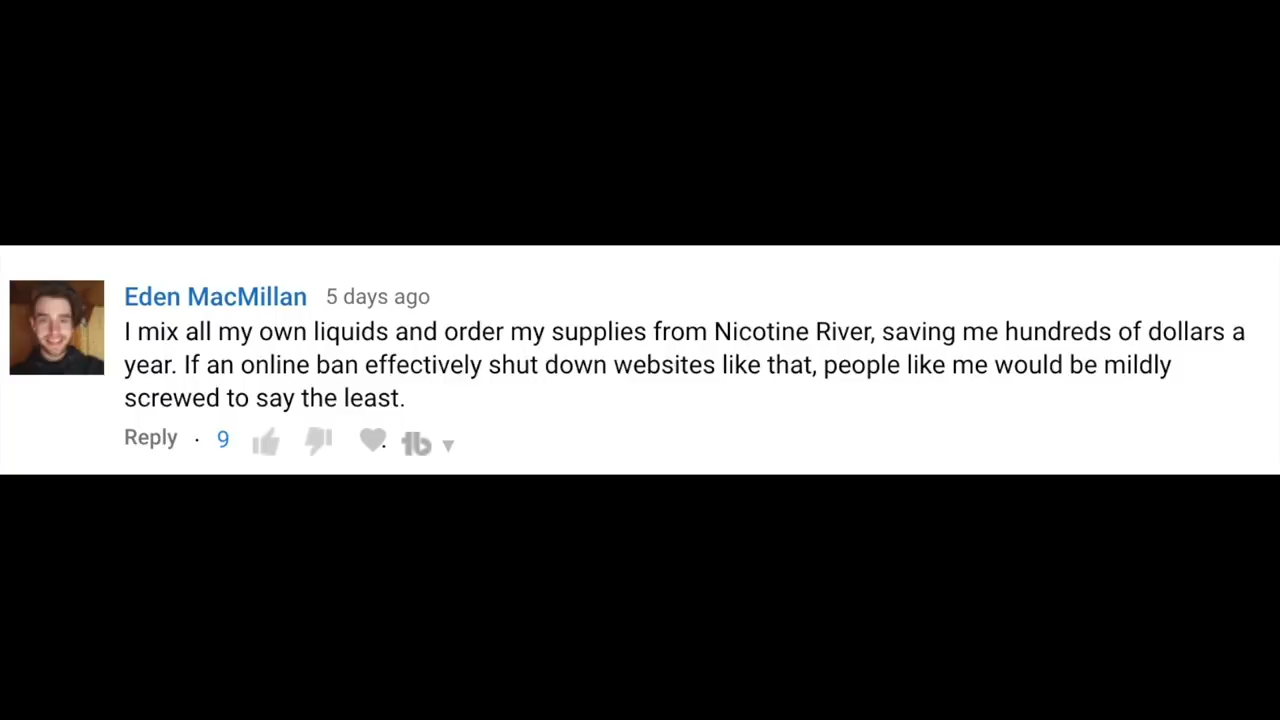 Eden MacMillan 5 days ago
I mix all my own liquids and order my supplies from Nicotine River, saving me hundreds of dollars a
year. If an online ban effectively shut down websites like that, people like me would be mildly
screwed to say the least.
Reply · 9 tb